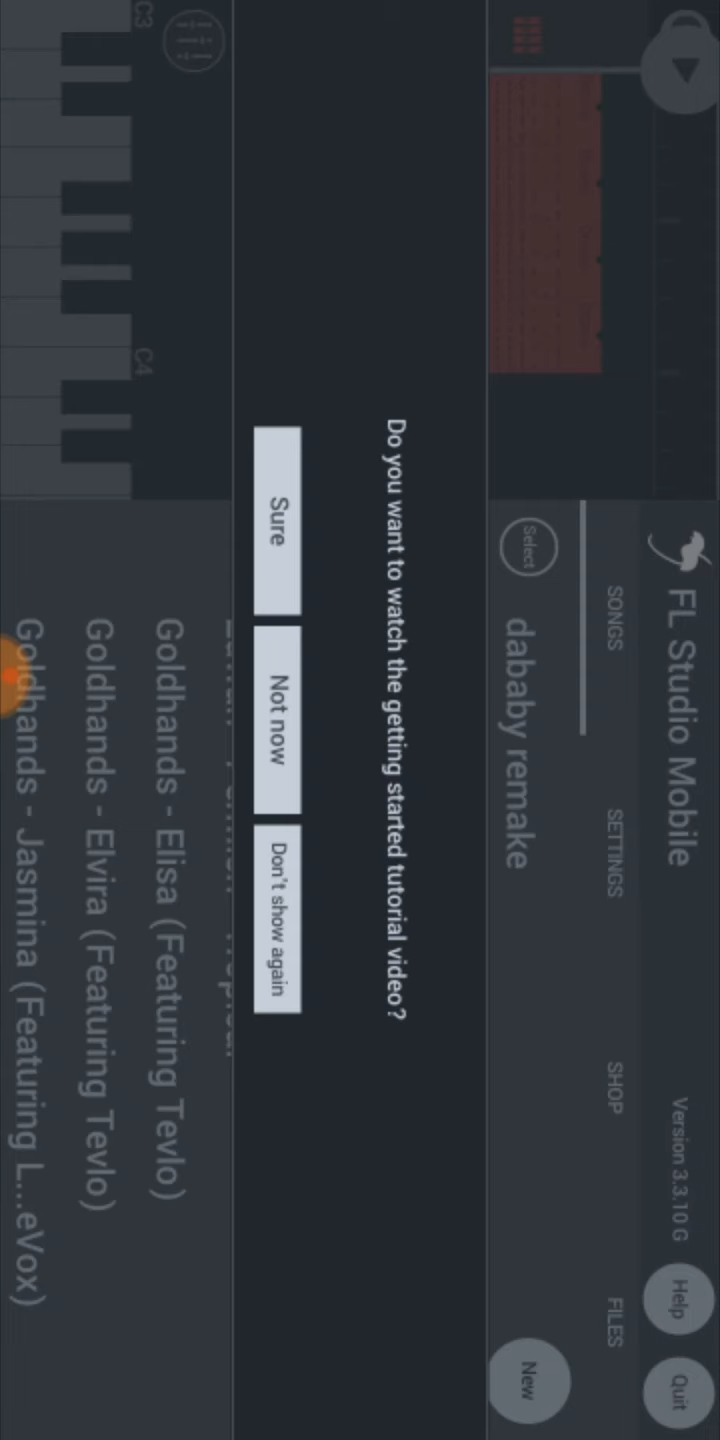 FL Studio Mobile
Version 3.3.10 G
Help
Quit
SONGS
SETTINGS
SHOP
FILES
Select
dababy remake
New
Do you want to watch the getting started tutorial video?
Sure
Not now
Don't show again
Goldhands - Elisa (Featuring Tevlo)
Goldhands - Elvira (Featuring Tevlo)
Goldhands - Jasmina (Featuring L...eVox)
C3
C4